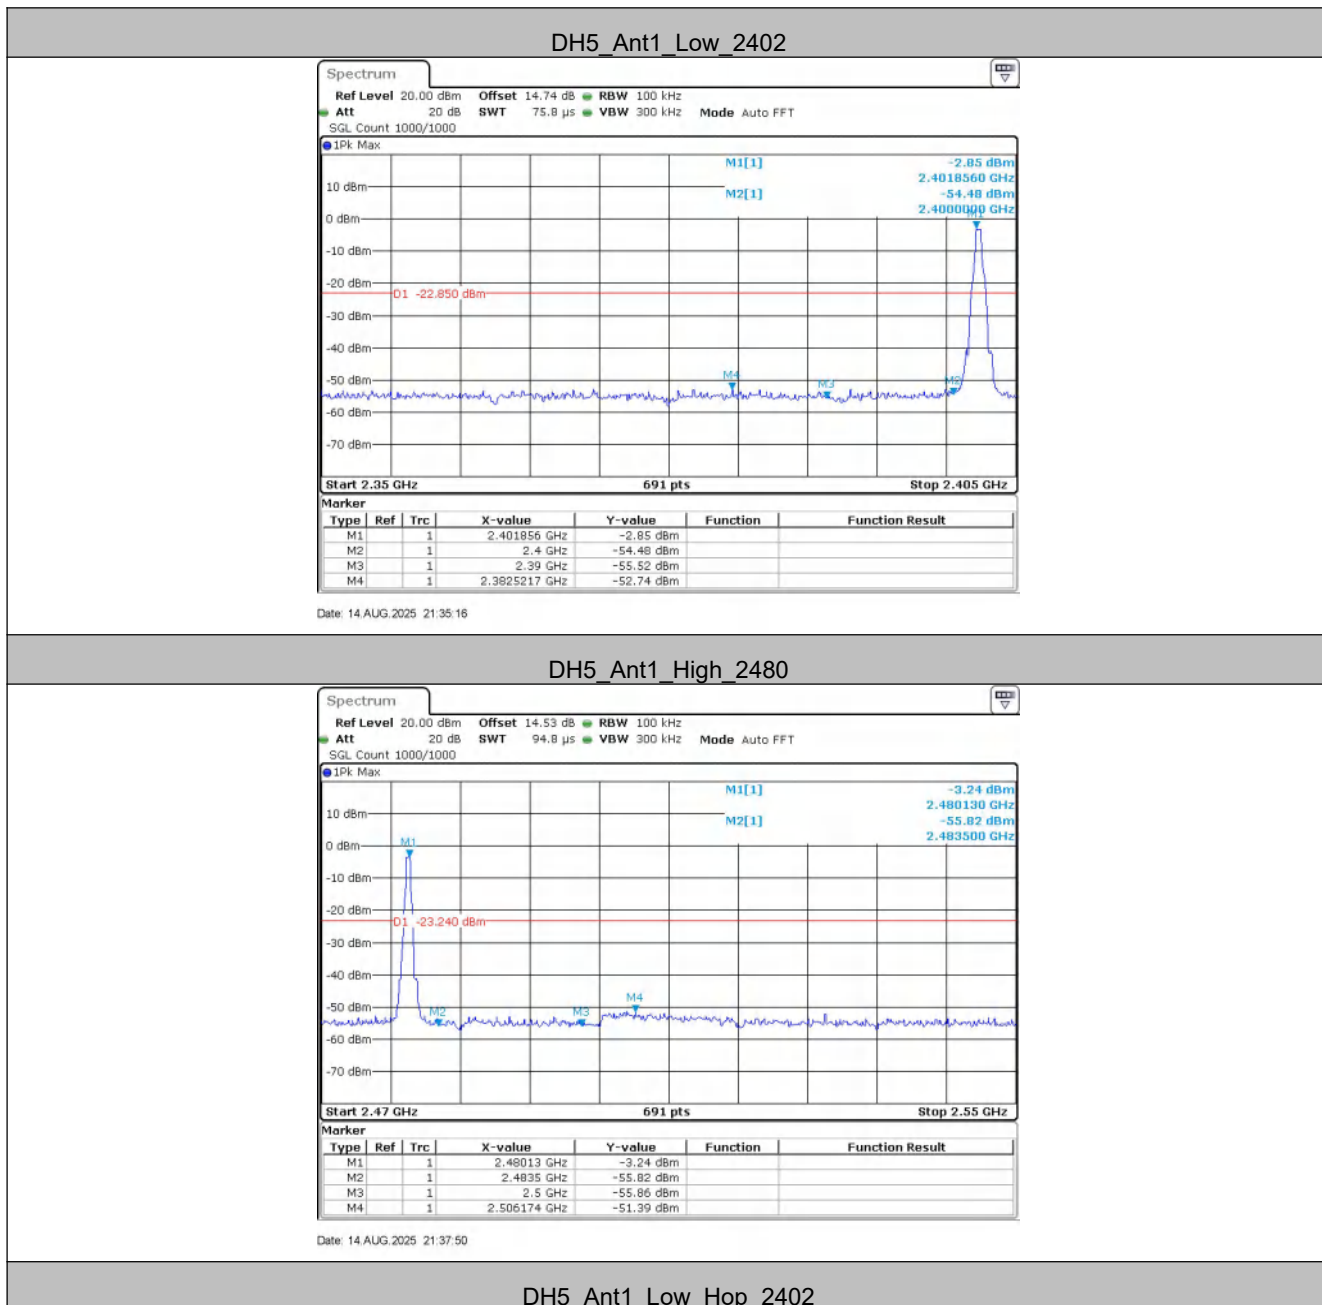 DH5_Ant1_Low_2402
Spectrum
Ref Level 20.00 dBm Offset 14.74 dB RBW 100 kHz
Att 20 dB SWT 75.8 µs VBW 300 kHz Mode Auto FFT
SGL Count 1000/1000
1Pk Max
M1[1] -2.85 dBm
2.4018560 GHz
10 dBm
M2[1] -54.48 dBm
2.4000000 GHz
0 dBm
M1
-10 dBm
-20 dBm
D1 -22.850 dBm
-30 dBm
-40 dBm
M4
-50 dBm
M3
M2
-60 dBm
-70 dBm
Start 2.35 GHz 691 pts Stop 2.405 GHz
Marker
Type Ref Trc X-value Y-value Function Function Result
M1 1 2.401856 GHz -2.85 dBm
M2 1 2.4 GHz -54.48 dBm
M3 1 2.39 GHz -55.52 dBm
M4 1 2.3825217 GHz -52.74 dBm
Date: 14.AUG.2025 21:35:16
DH5_Ant1_High_2480
Spectrum
Ref Level 20.00 dBm Offset 14.53 dB RBW 100 kHz
Att 20 dB SWT 94.8 µs VBW 300 kHz Mode Auto FFT
SGL Count 1000/1000
1Pk Max
M1[1] -3.24 dBm
2.480130 GHz
10 dBm
M2[1] -55.82 dBm
2.483500 GHz
0 dBm
M1
-10 dBm
-20 dBm
D1 -23.240 dBm
-30 dBm
-40 dBm
M4
-50 dBm
M2
M3
-60 dBm
-70 dBm
Start 2.47 GHz 691 pts Stop 2.55 GHz
Marker
Type Ref Trc X-value Y-value Function Function Result
M1 1 2.48013 GHz -3.24 dBm
M2 1 2.4835 GHz -55.82 dBm
M3 1 2.5 GHz -55.86 dBm
M4 1 2.506174 GHz -51.39 dBm
Date: 14.AUG.2025 21:37:50
DH5_Ant1_Low_Hop_2402